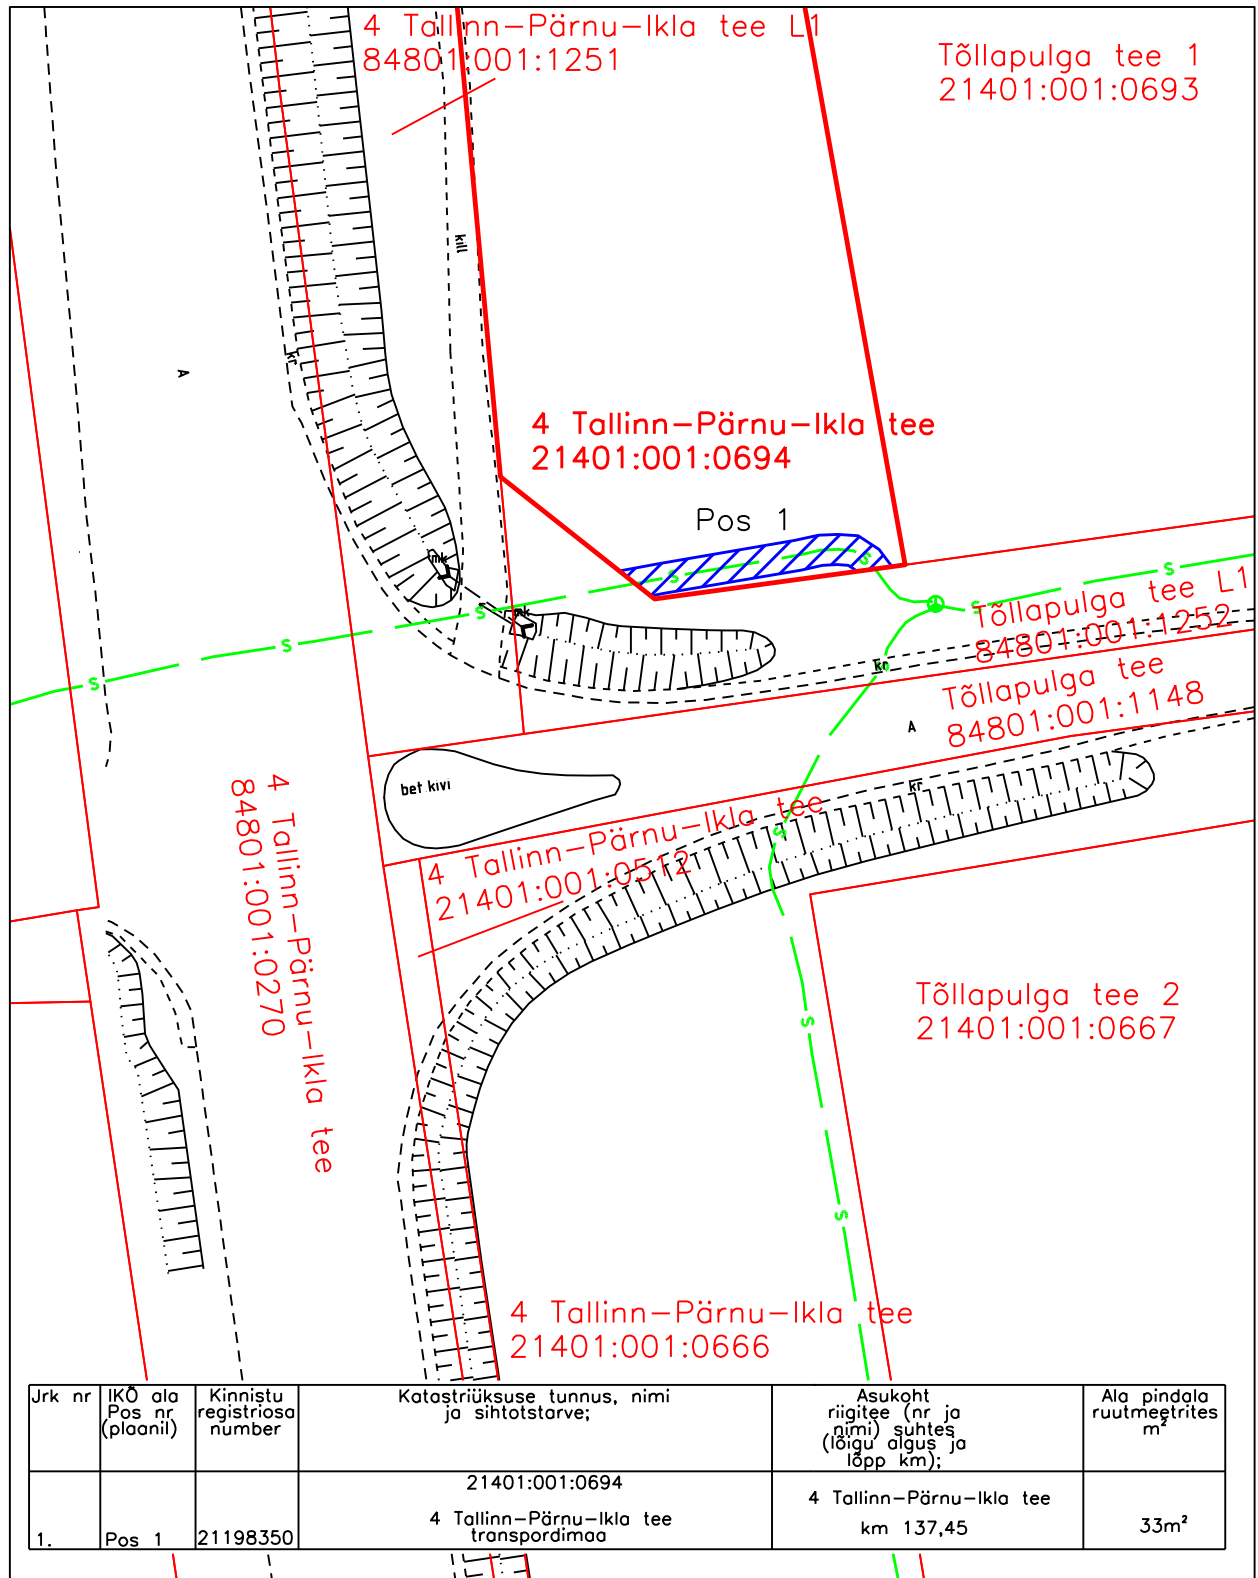 4 Tallinn-Pärnu-Ikla tee L1
84801:001:1251
Tõllapulga tee 1
21401:001:0693
kill
kr
A
4 Tallinn-Pärnu-Ikla tee
21401:001:0694
Pos 1
mk
mk
s
s
s
s
s
s
Tõllapulga tee L1
84801:001:1252
kr
Tõllapulga tee
84801:001:1148
A
bet kivi
kr
4 Tallinn-Pärnu-Ikla tee
84801:001:0270
4 Tallinn-Pärnu-Ikla tee
21401:001:0512
s
Tõllapulga tee 2
21401:001:0667
s
s
4 Tallinn-Pärnu-Ikla tee
21401:001:0666
Jrk nr
IKÕ ala
Pos nr
(plaanil)
Kinnistu
registriosa
number
Katastriüksuse tunnus, nimi
ja sihtotstarve;
Asukoht
riigitee (nr ja
nimi) suhtes
(lõigu algus ja
lõpp km);
Ala pindala
ruutmeetrites
m²
1.
Pos 1
21198350
21401:001:0694
4 Tallinn-Pärnu-Ikla tee
transpordimaa
4 Tallinn-Pärnu-Ikla tee
km 137,45
33m²